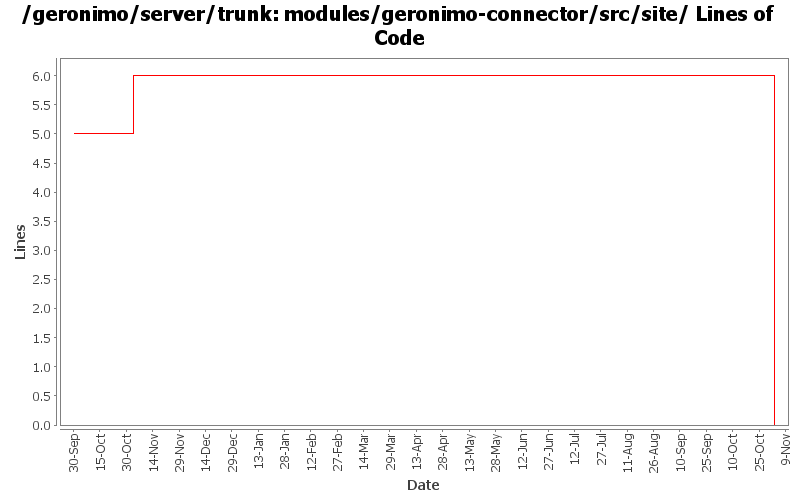 /geronimo/server/trunk: modules/geronimo-connector/src/site/ Lines of
Code
Lines
6.0
5.5
5.0
4.5
4.0
3.5
3.0
2.5
2.0
1.5
1.0
0.5
0.0
30-Sep
15-Oct
30-Oct
14-Nov
29-Nov
14-Dec
29-Dec
13-Jan
28-Jan
12-Feb
27-Feb
14-Mar
29-Mar
13-Apr
28-Apr
13-May
28-May
12-Jun
27-Jun
12-Jul
27-Jul
11-Aug
26-Aug
10-Sep
25-Sep
10-Oct
25-Oct
9-Nov
Date